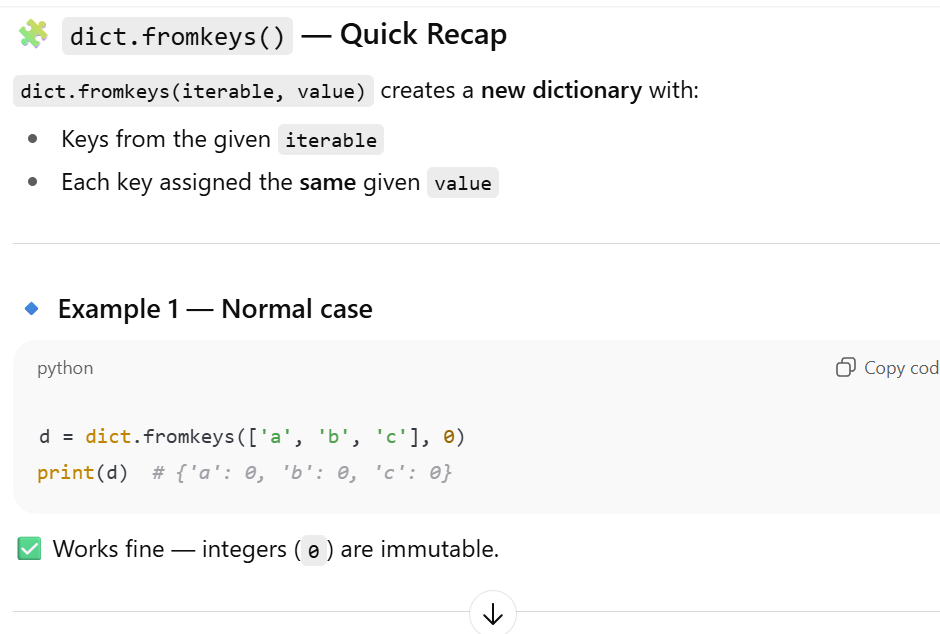 dict.fromkeys() — Quick Recap
dict.fromkeys(iterable, value) creates a new dictionary with:
• Keys from the given iterable
• Each key assigned the same given value
Example 1 — Normal case
python
Copy cod
d = dict.fromkeys(['a', 'b', 'c'], 0)
print(d)  # {'a': 0, 'b': 0, 'c': 0}
Works fine — integers (0) are immutable.